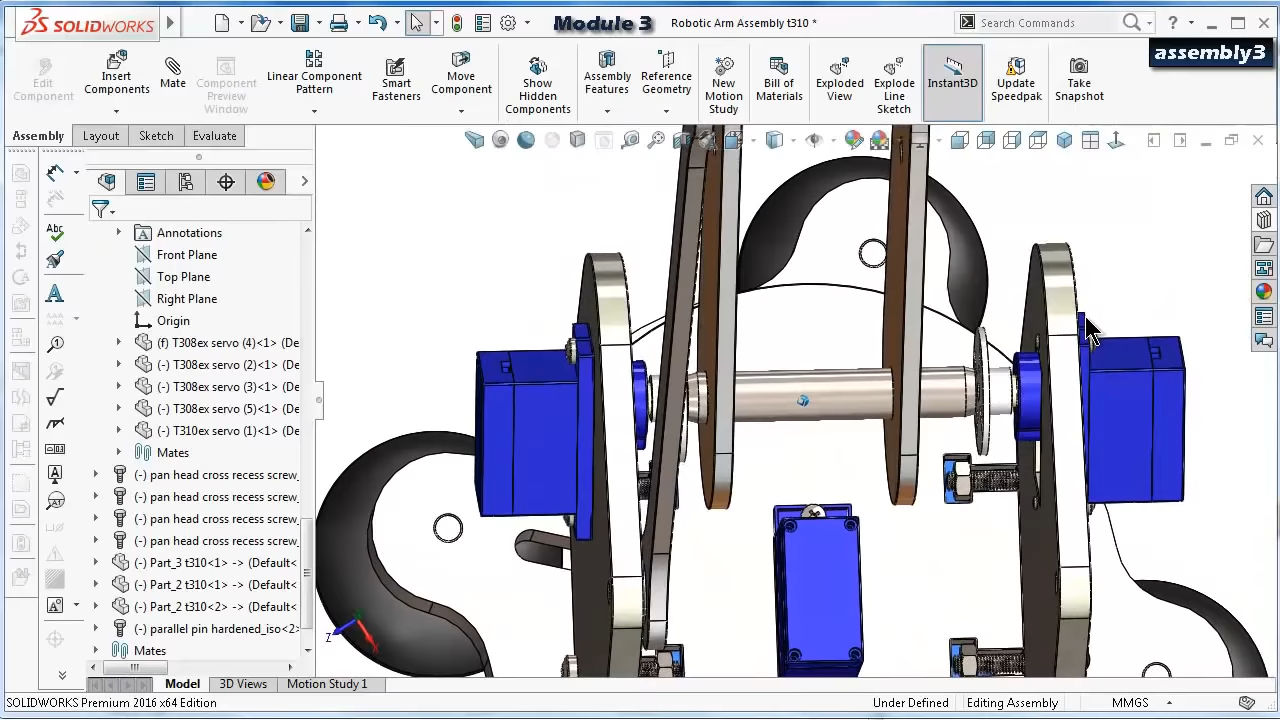 SOLIDWORKS
Module 3
Robotic Arm Assembly t310 *
Search Commands
?
assembly3
Edit
Component
Insert
Components
Mate
Component
Preview
Window
Linear Component
Pattern
Smart
Fasteners
Move
Component
Show
Hidden
Components
Assembly
Features
Reference
Geometry
New
Motion
Study
Bill of
Materials
Exploded
View
Explode
Line
Sketch
Instant3D
Update
Speedpak
Take
Snapshot
Assembly
Layout
Sketch
Evaluate
Annotations
Front Plane
Top Plane
Right Plane
Origin
(f) T308ex servo (4)<1> (De
(-) T308ex servo (2)<1> (De
(-) T308ex servo (3)<1> (De
(-) T308ex servo (5)<1> (De
(-) T310ex servo (1)<1> (De
Mates
(-) pan head cross recess screw_
(-) pan head cross recess screw_
(-) pan head cross recess screw_
(-) pan head cross recess screw_
(-) Part_3 t310<1> -> (Default<
(-) Part_2 t310<1> -> (Default<
(-) Part_2 t310<2> -> (Default<
(-) parallel pin hardened_iso<2>
Mates
Z
Model
3D Views
Motion Study 1
SOLIDWORKS Premium 2016 x64 Edition
Under Defined
Editing Assembly
MMGS